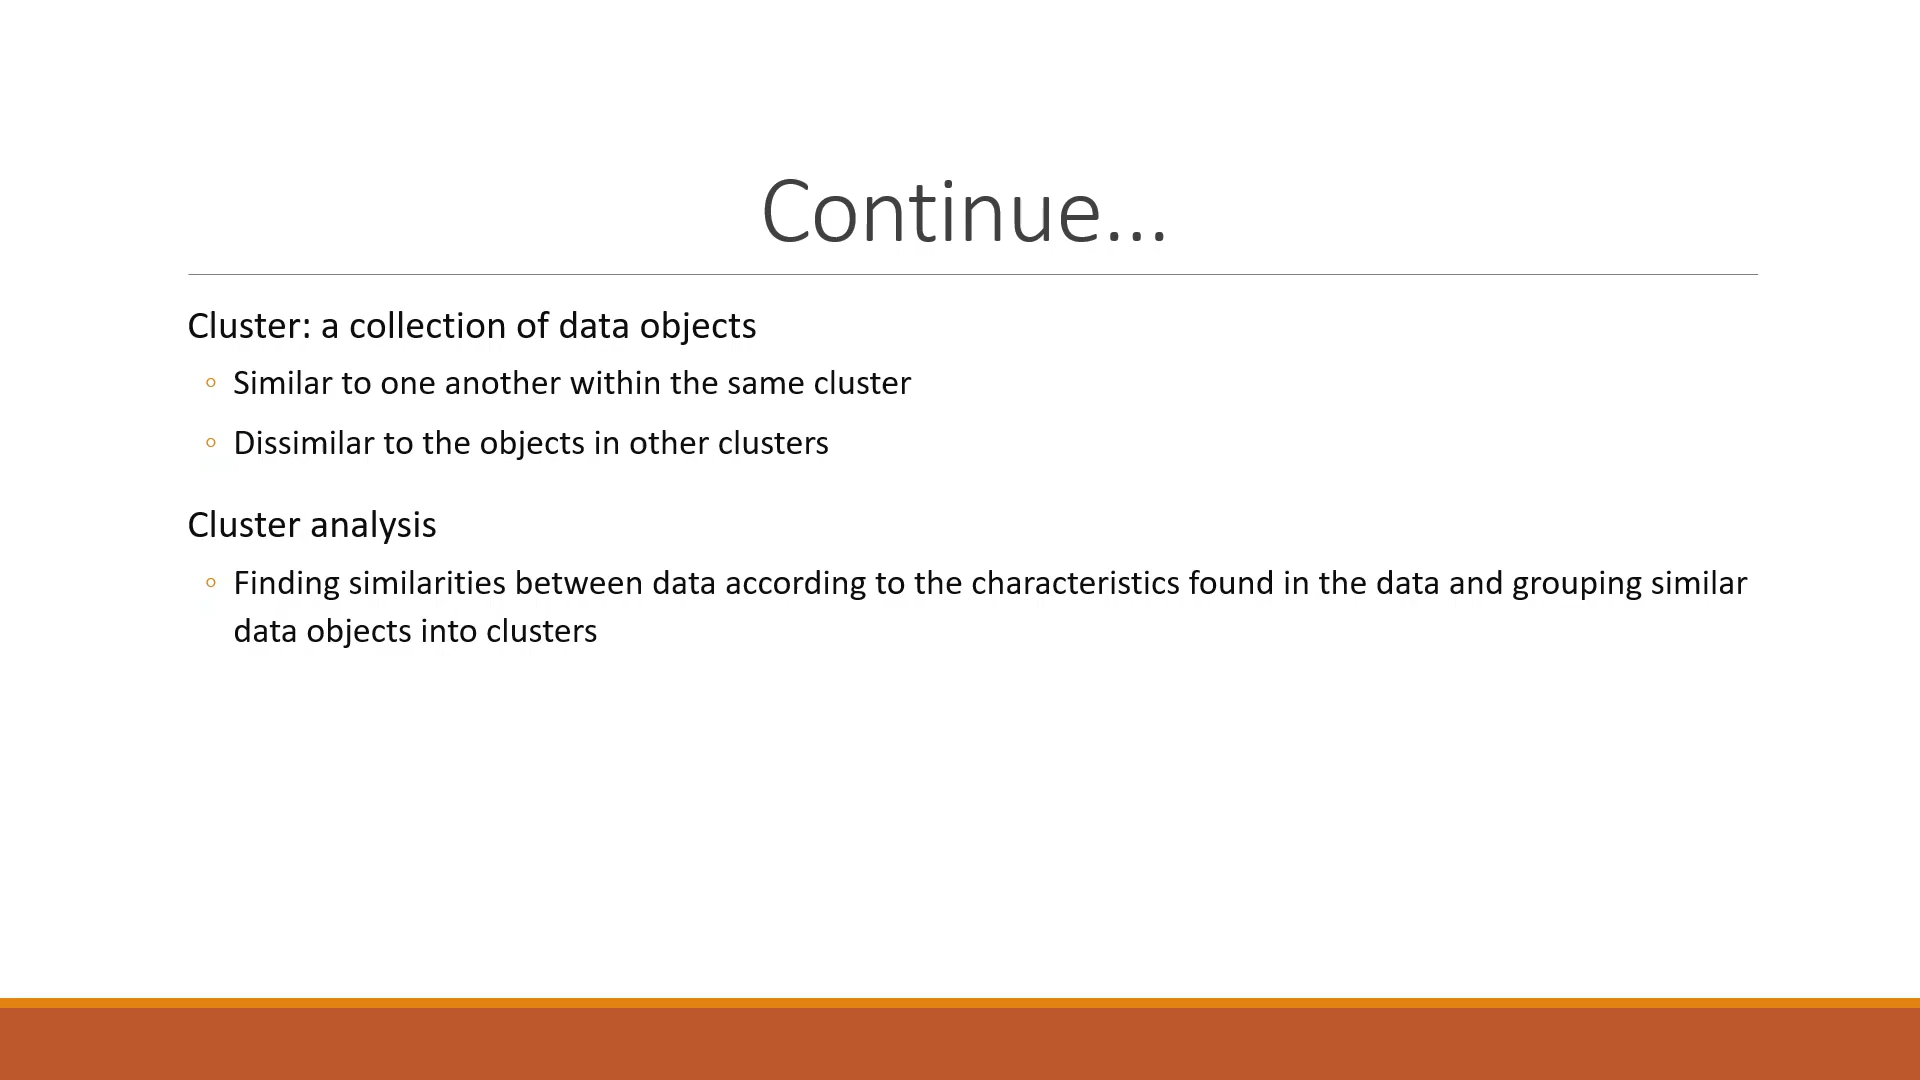 Continue...
Cluster: a collection of data objects
◦ Similar to one another within the same cluster
◦ Dissimilar to the objects in other clusters
Cluster analysis
◦ Finding similarities between data according to the characteristics found in the data and grouping similar
data objects into clusters